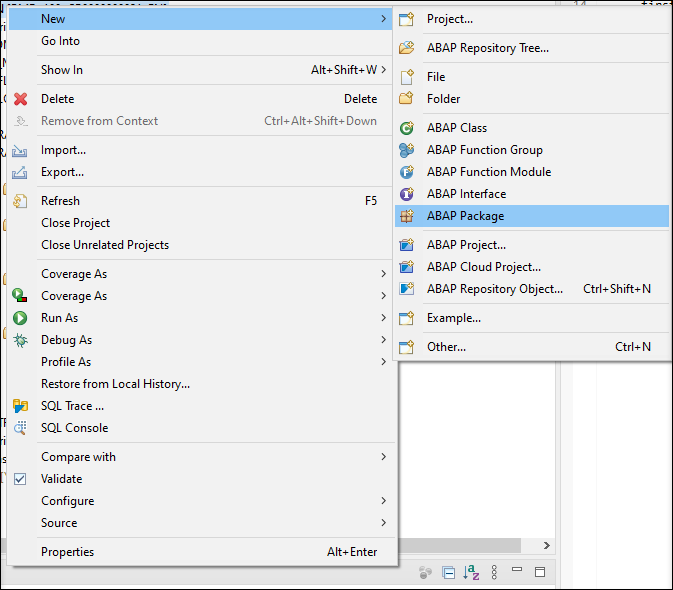 New
Go Into
Show In Alt+Shift+W
Delete Delete
Remove from Context Ctrl+Alt+Shift+Down
Import...
Export...
Refresh F5
Close Project
Close Unrelated Projects
Coverage As
Coverage As
Run As
Debug As
Profile As
Restore from Local History...
SQL Trace ...
SQL Console
Compare with
Validate
Configure
Source
Properties Alt+Enter
Project...
ABAP Repository Tree...
File
Folder
ABAP Class
ABAP Function Group
ABAP Function Module
ABAP Interface
ABAP Package
ABAP Project...
ABAP Cloud Project...
ABAP Repository Object... Ctrl+Shift+N
Example...
Other... Ctrl+N